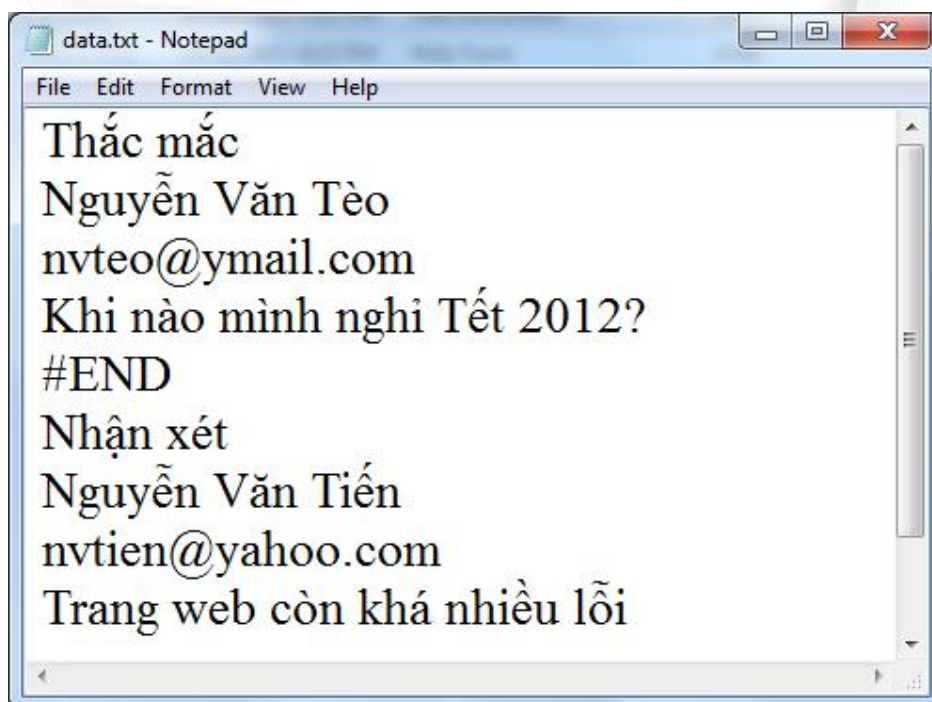 data.txt - Notepad
File Edit Format View Help
Thắc mắc
Nguyễn Văn Tèo
nvteo@ymail.com
Khi nào mình nghỉ Tết 2012?
#END
Nhận xét
Nguyễn Văn Tiến
nvtien@yahoo.com
Trang web còn khá nhiều lỗi